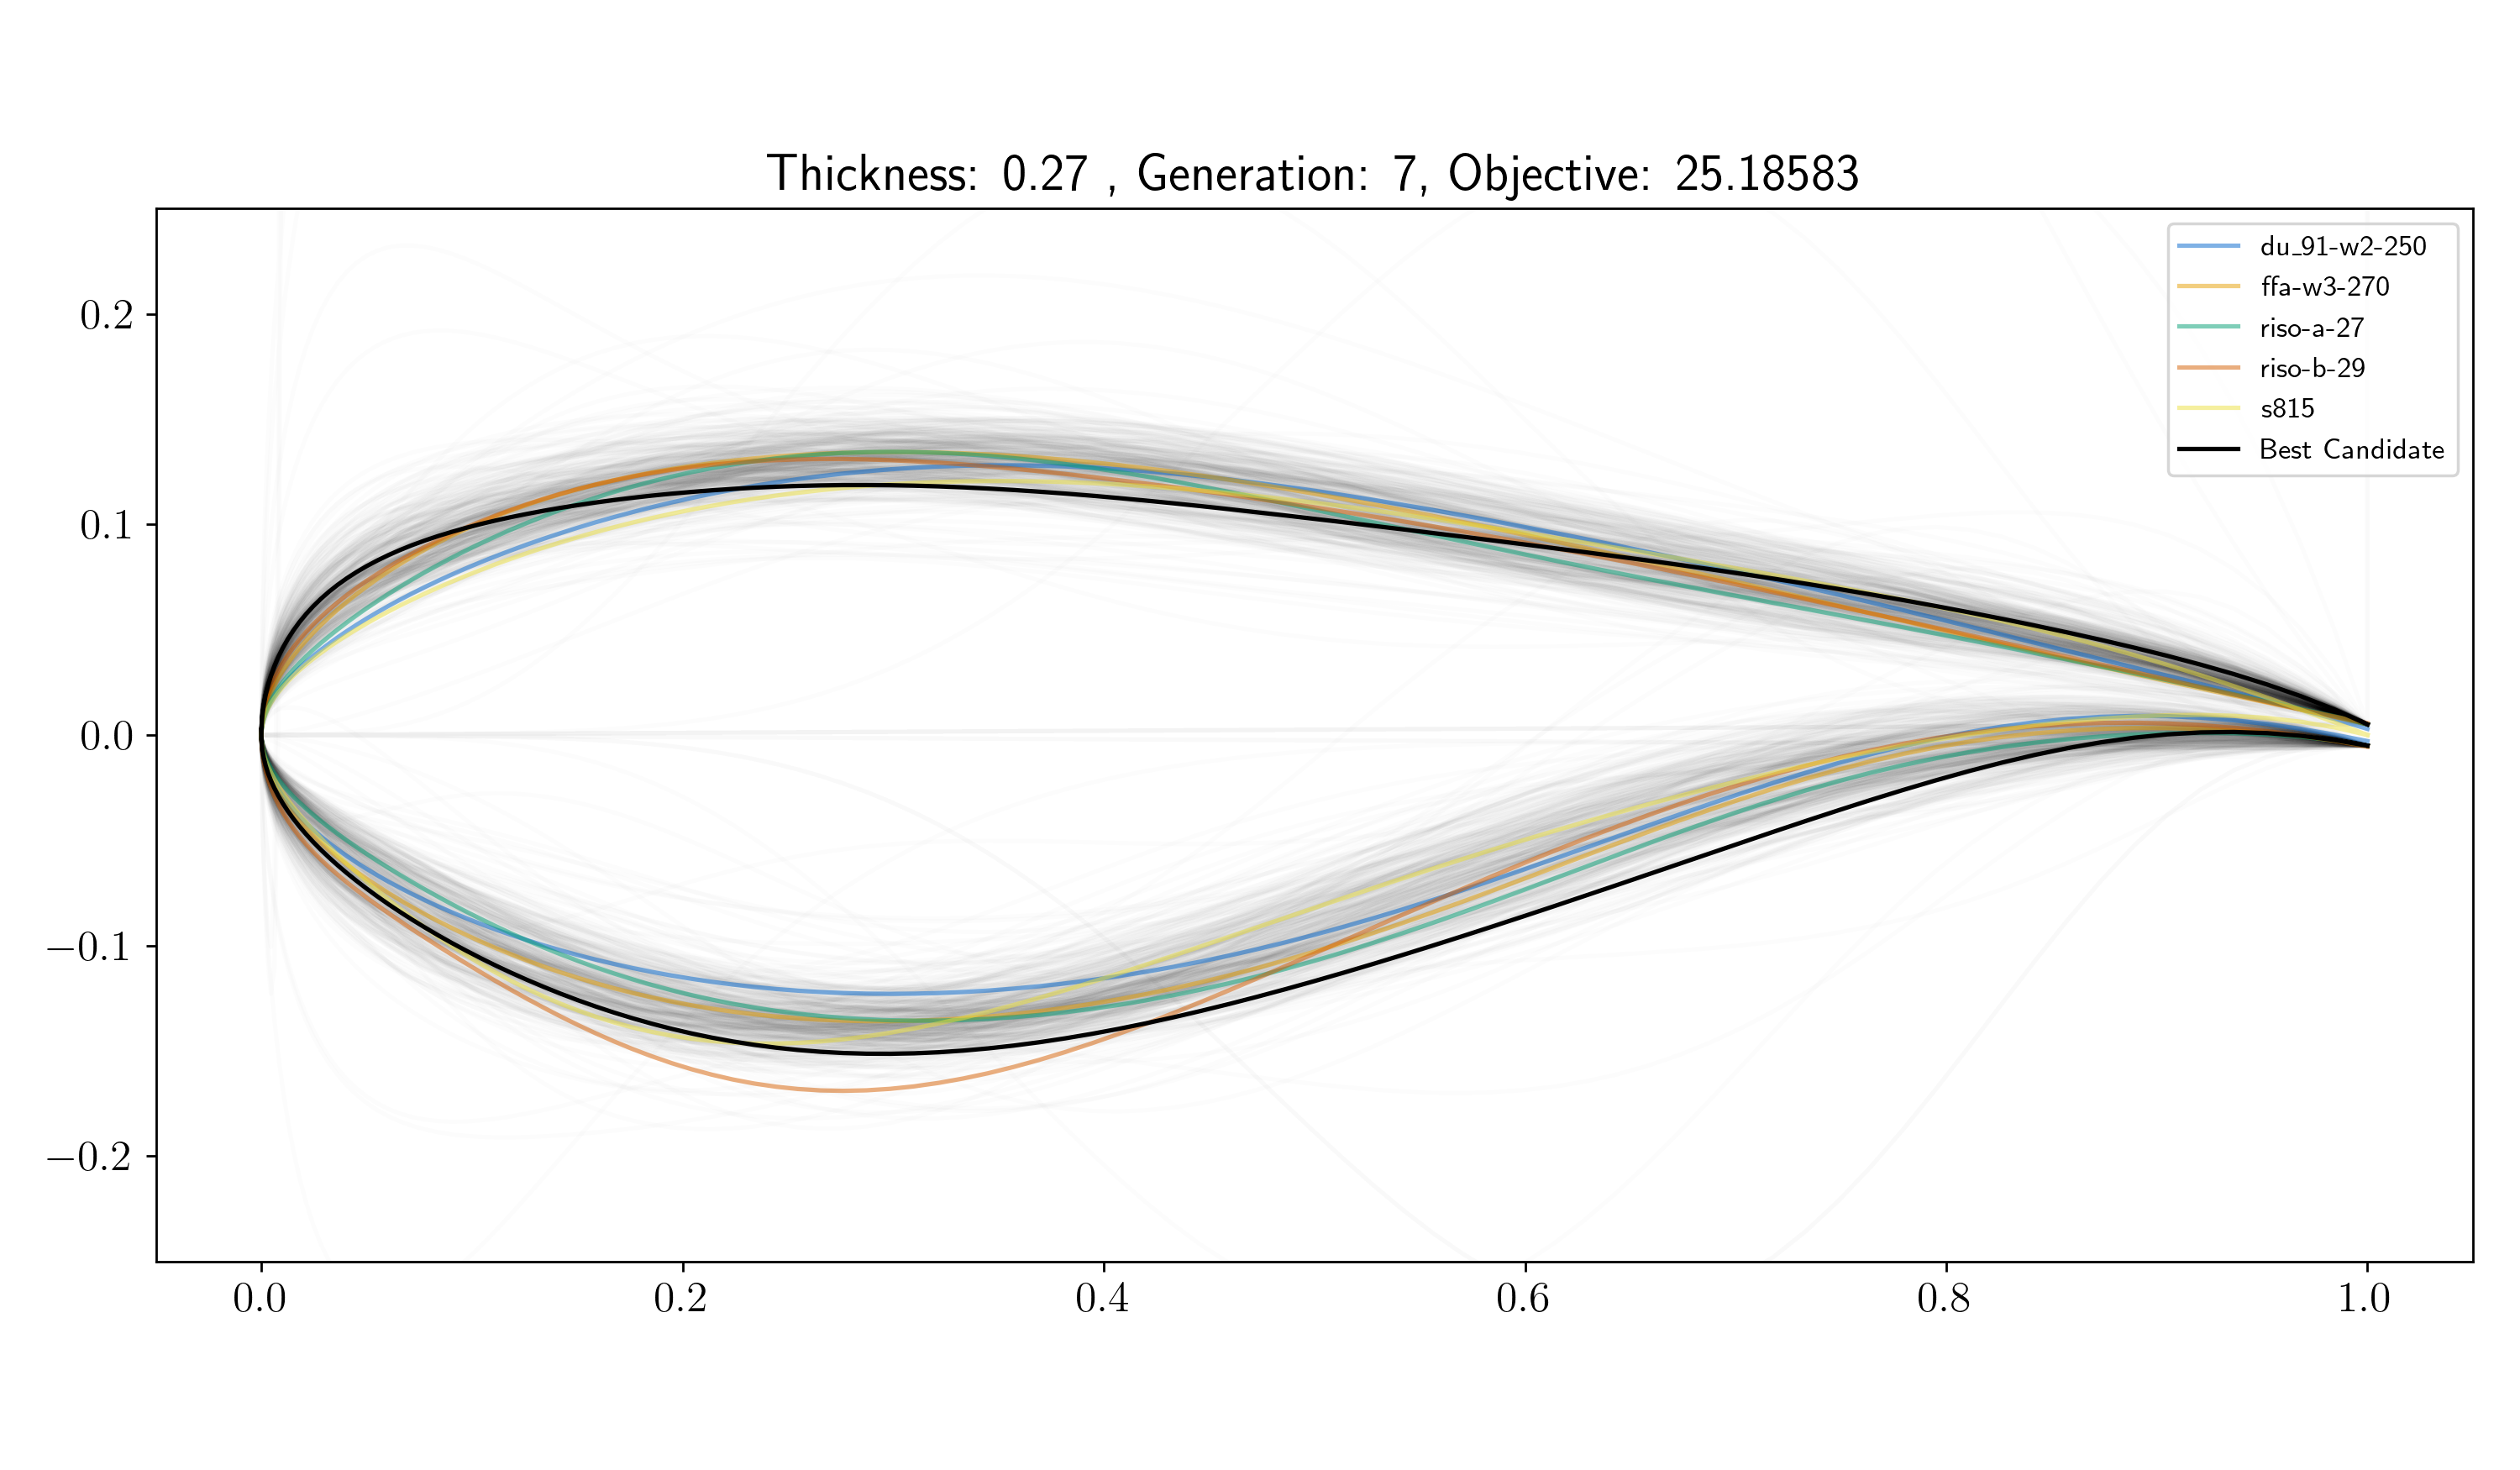 Thickness: 0.27 , Generation: 7, Objective: 25.18583
du_91-w2-250
ffa-w3-270
riso-a-27
riso-b-29
s815
Best Candidate
0.2
0.1
0.0
−0.1
−0.2
0.0 0.2 0.4 0.6 0.8 1.0